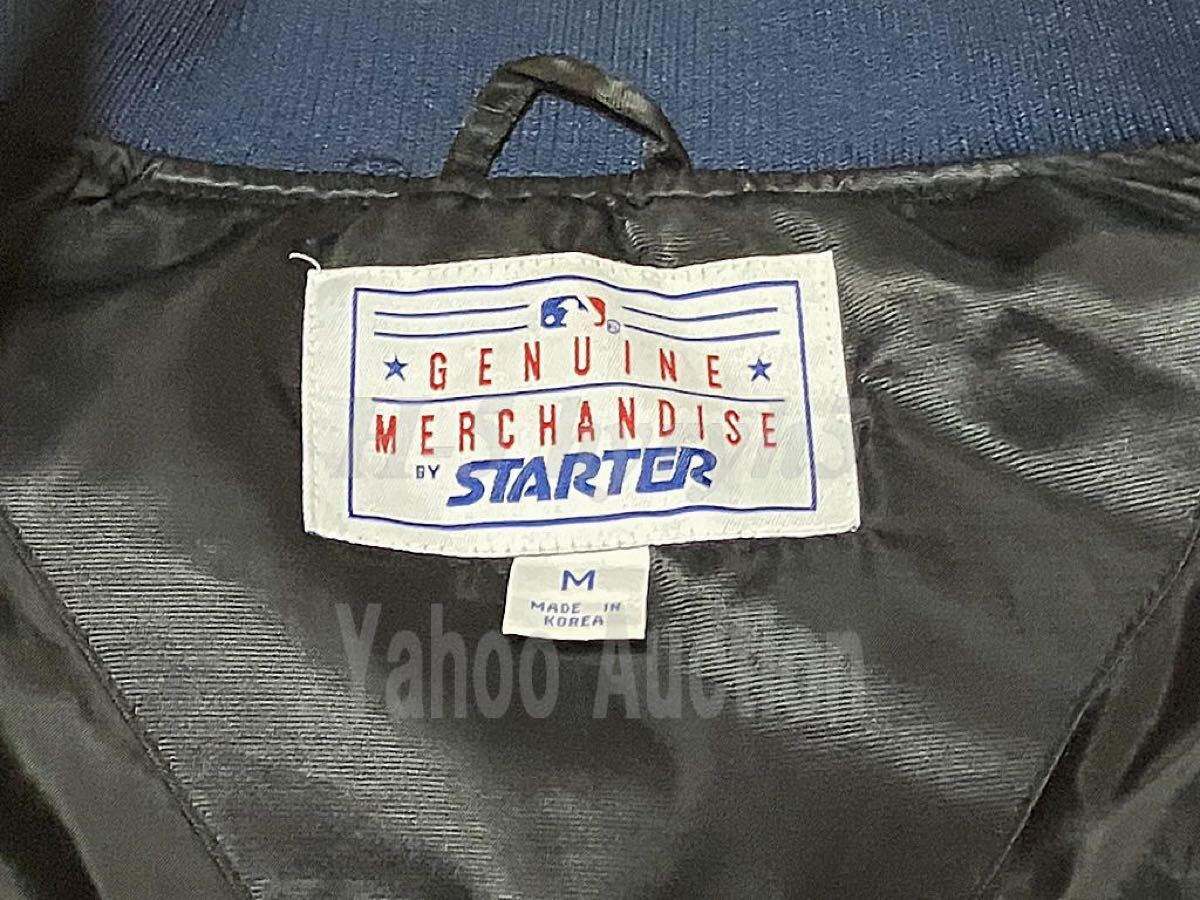 GENUINE
MERCHANDISE
BY STARTER
M
MADE IN
KOREA
Yahoo Auction